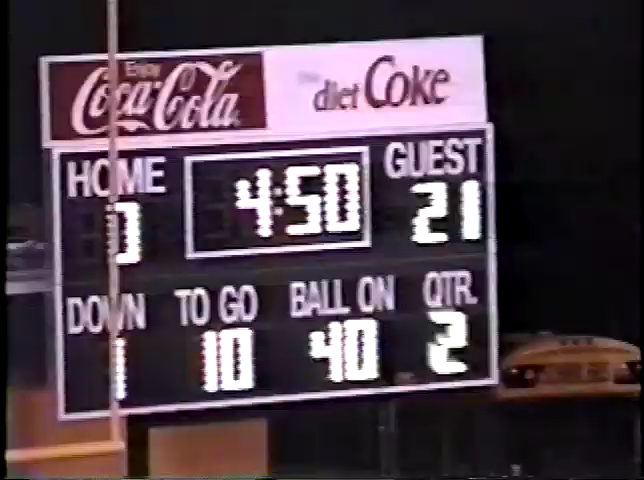 Enjoy
Coca-Cola
diet Coke
HOME 4:50 GUEST
0 21
DOWN TO GO BALL ON QTR.
1 10 40 2